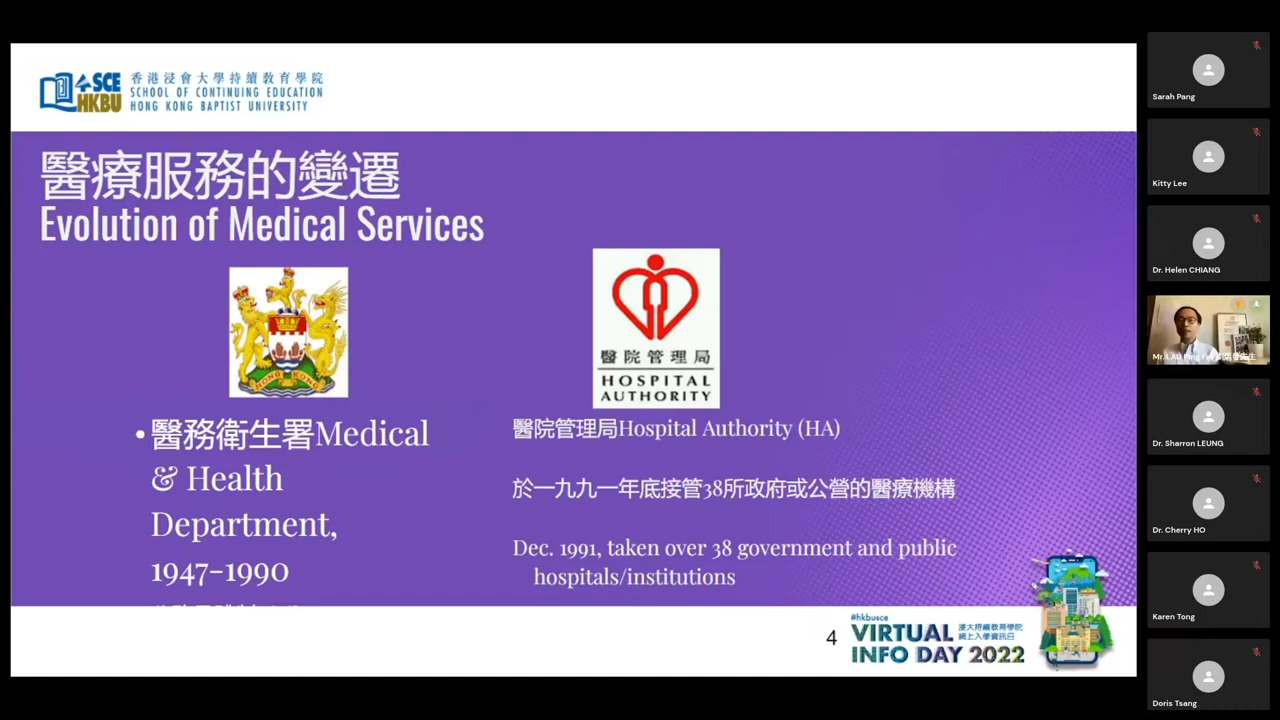 SCE
HKBU
香港浸會大學持續教育學院
SCHOOL OF CONTINUING EDUCATION
HONG KONG BAPTIST UNIVERSITY
醫療服務的變遷
Evolution of Medical Services
HONG KONG
醫院管理局
HOSPITAL
AUTHORITY
• 醫務衛生署Medical
& Health
Department,
1947-1990
醫院管理局Hospital Authority (HA)
於一九九一年底接管38所政府或公營的醫療機構
Dec. 1991, taken over 38 government and public
hospitals/institutions
4
#hkbusce
VIRTUAL
INFO DAY 2022
浸大持續教育學院
網上入學資訊日
Sarah Pang
Kitty Lee
Dr. Helen CHIANG
Mr. LAU Ping
Dr. Sharron LEUNG
Dr. Cherry HO
Karen Tong
Doris Tsang